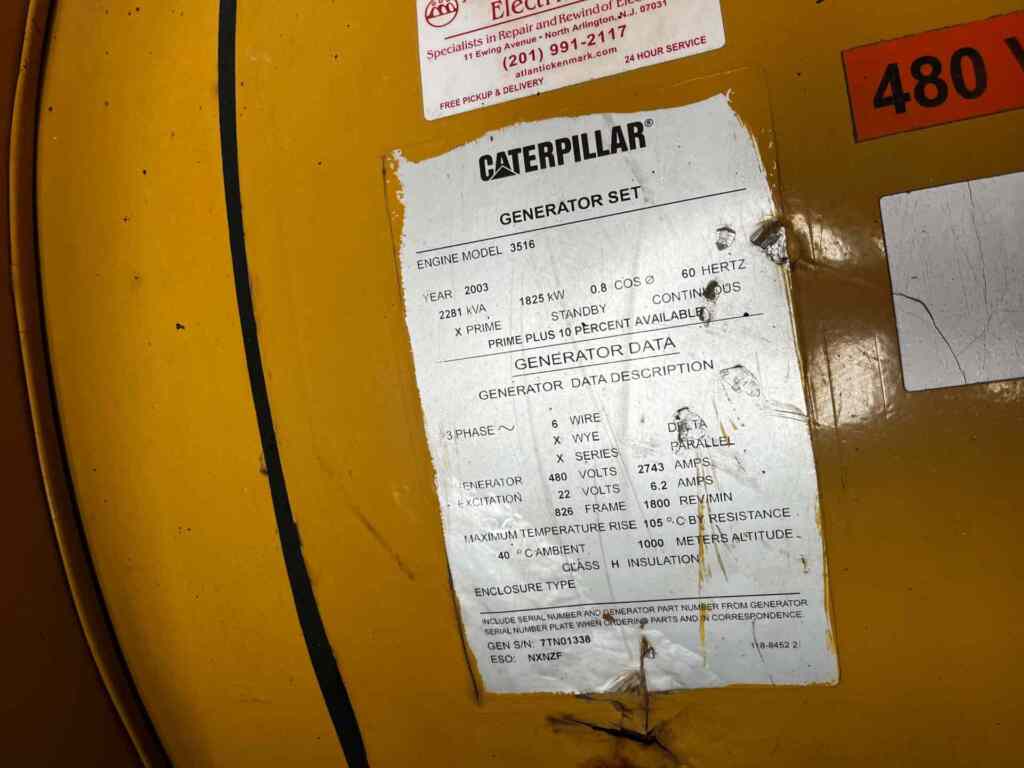 Specialists in Repair and Rewind of
11 Ewing Avenue • North Arlington, N.J. 07031
(201) 991-2117
atlantickenmark.com
FREE PICKUP & DELIVERY
24 HOUR SERVICE
480 V
CATERPILLAR®
GENERATOR SET
ENGINE MODEL 3516
YEAR 2003
2281 kVA 1825 kW 0.8 COS Ø 60 HERTZ
X PRIME STANDBY CONTINUOUS
PRIME PLUS 10 PERCENT AVAILABLE
GENERATOR DATA
GENERATOR DATA DESCRIPTION
3 PHASE ~ 6 WIRE
X WYE DELTA
X SERIES PARALLEL
GENERATOR 480 VOLTS 2743 AMPS
EXCITATION 22 VOLTS 6.2 AMPS
826 FRAME 1800 REV/MIN
MAXIMUM TEMPERATURE RISE 105 °C BY RESISTANCE
40 °C AMBIENT 1000 METERS ALTITUDE
CLASS H INSULATION
ENCLOSURE TYPE
INCLUDE SERIAL NUMBER AND GENERATOR PART NUMBER FROM GENERATOR
SERIAL NUMBER PLATE WHEN ORDERING PARTS AND IN CORRESPONDENCE.
GEN S/N: 7TN01338
ESO: NXNZF
118-8452 2